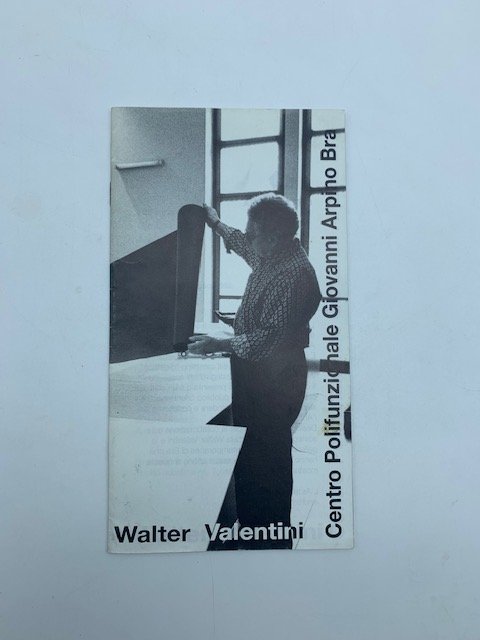 Walter Valentini
Centro Polifunzionale Giovanni Arpino Bra